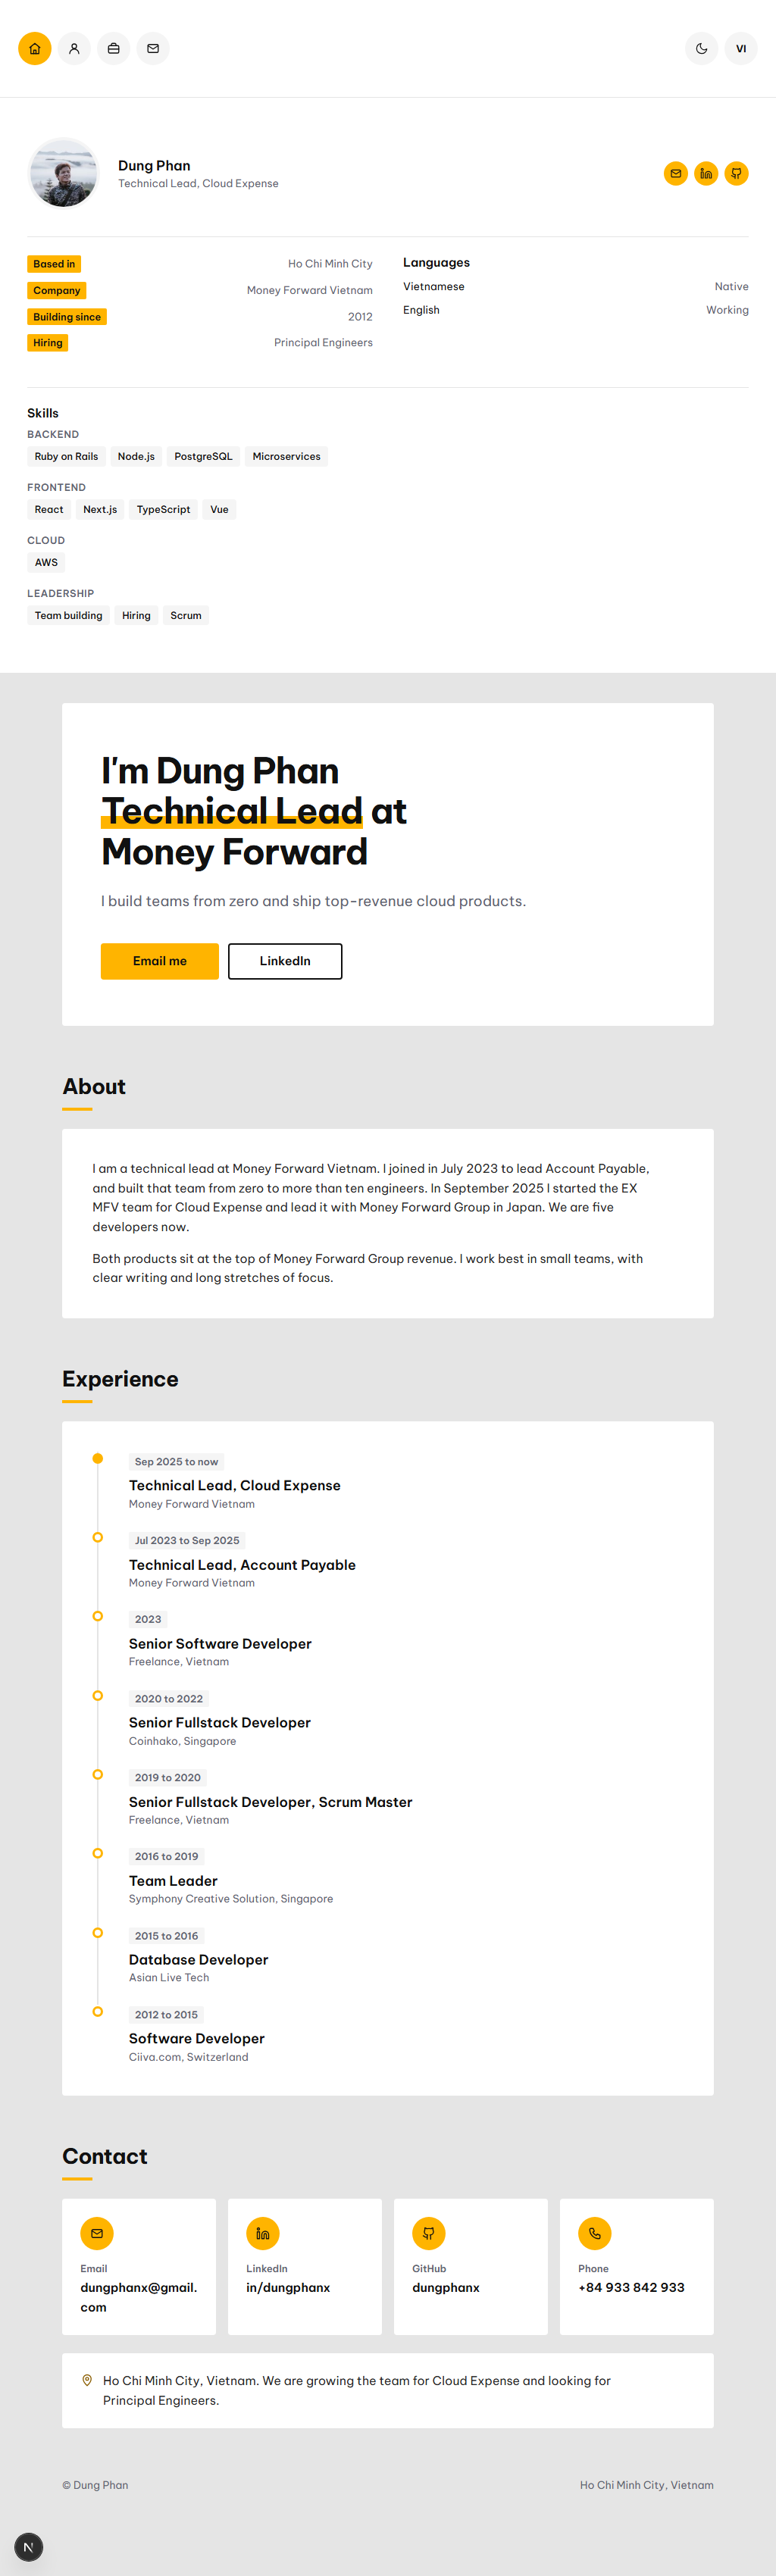 VI
Dung Phan
Technical Lead, Cloud Expense
Based in
Ho Chi Minh City
Company
Money Forward Vietnam
Building since
2012
Hiring
Principal Engineers
Languages
Vietnamese
Native
English
Working
Skills
BACKEND
Ruby on Rails
Node.js
PostgreSQL
Microservices
FRONTEND
React
Next.js
TypeScript
Vue
CLOUD
AWS
LEADERSHIP
Team building
Hiring
Scrum
I'm Dung Phan
Technical Lead at
Money Forward
I build teams from zero and ship top-revenue cloud products.
Email me
LinkedIn
About
I am a technical lead at Money Forward Vietnam. I joined in July 2023 to lead Account Payable,
and built that team from zero to more than ten engineers. In September 2025 I started the EX
MFV team for Cloud Expense and lead it with Money Forward Group in Japan. We are five
developers now.
Both products sit at the top of Money Forward Group revenue. I work best in small teams, with
clear writing and long stretches of focus.
Experience
Sep 2025 to now
Technical Lead, Cloud Expense
Money Forward Vietnam
Jul 2023 to Sep 2025
Technical Lead, Account Payable
Money Forward Vietnam
2023
Senior Software Developer
Freelance, Vietnam
2020 to 2022
Senior Fullstack Developer
Coinhako, Singapore
2019 to 2020
Senior Fullstack Developer, Scrum Master
Freelance, Vietnam
2016 to 2019
Team Leader
Symphony Creative Solution, Singapore
2015 to 2016
Database Developer
Asian Live Tech
2012 to 2015
Software Developer
Ciiva.com, Switzerland
Contact
Email
dungphanx@gmail.
com
LinkedIn
in/dungphanx
GitHub
dungphanx
Phone
+84 933 842 933
Ho Chi Minh City, Vietnam. We are growing the team for Cloud Expense and looking for
Principal Engineers.
© Dung Phan
Ho Chi Minh City, Vietnam
N